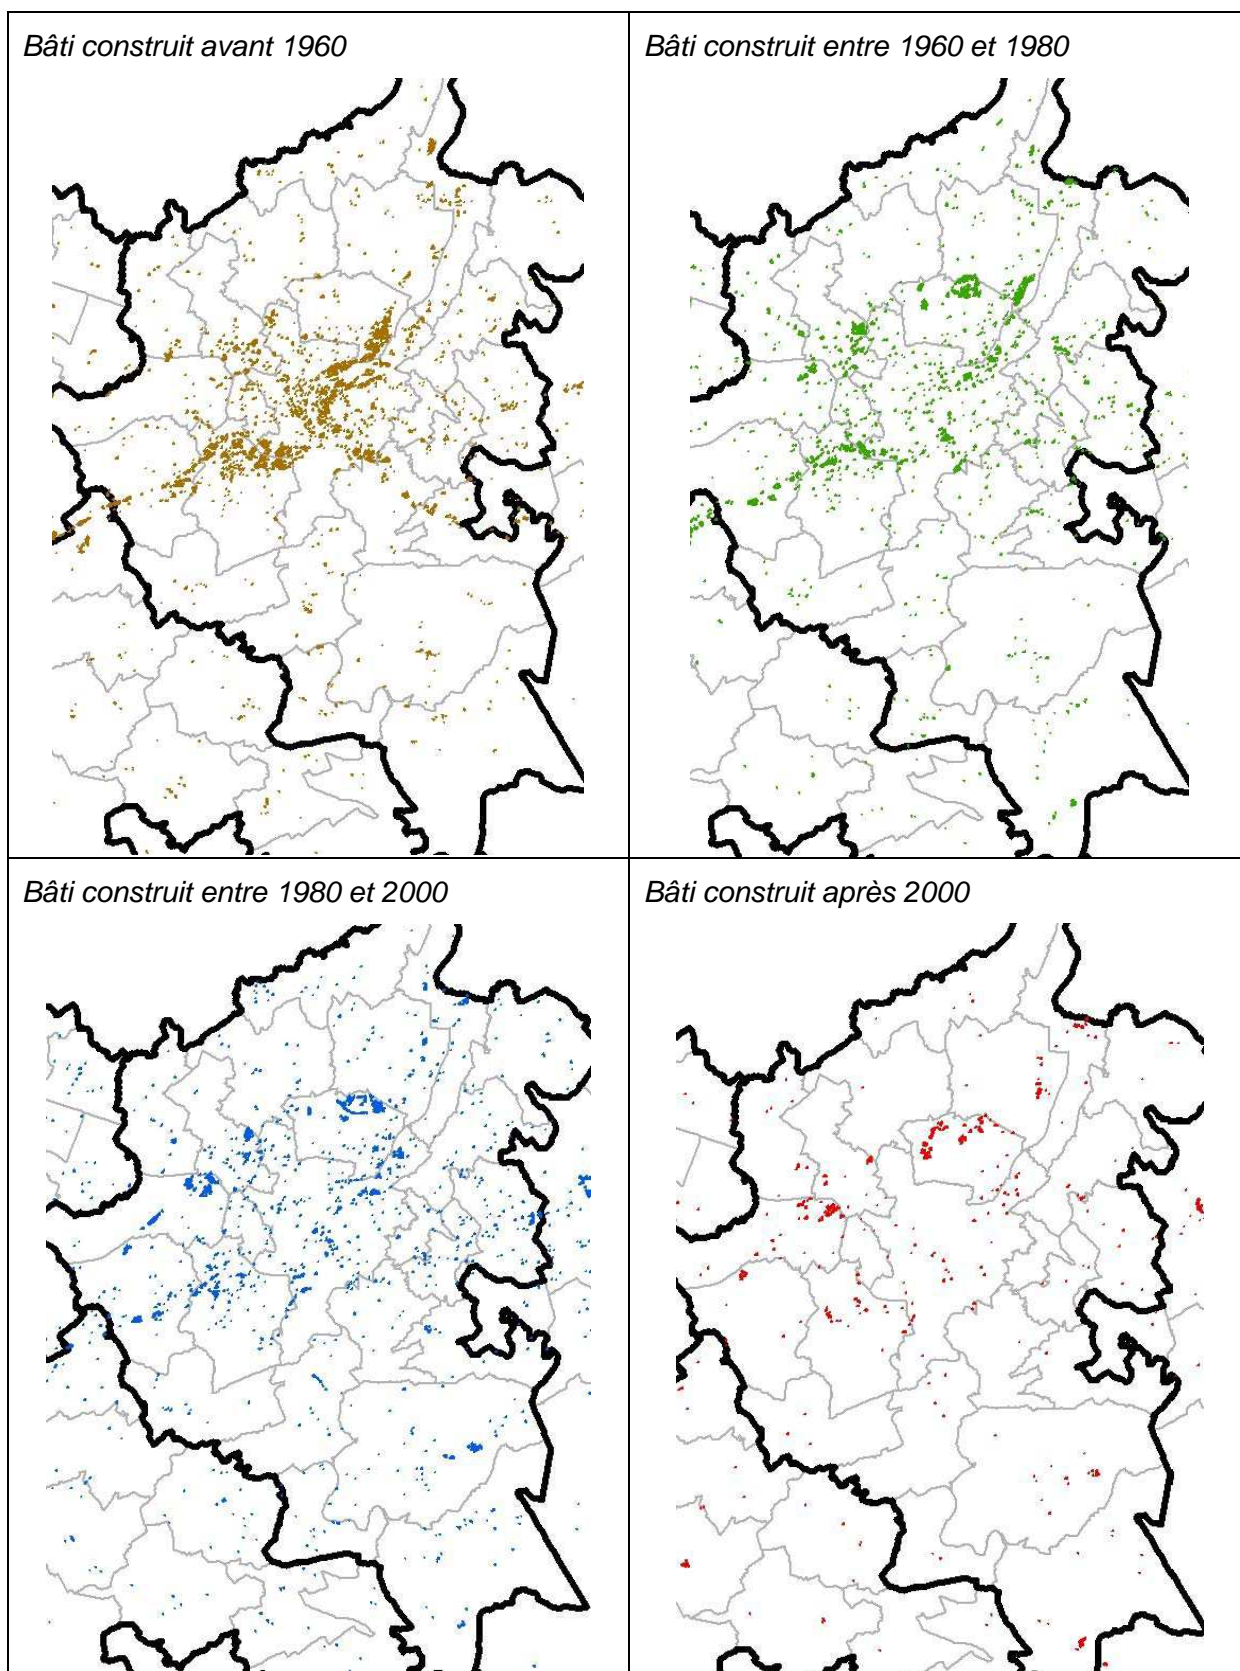 Bâti construit avant 1960
Bâti construit entre 1960 et 1980
Bâti construit entre 1980 et 2000
Bâti construit après 2000